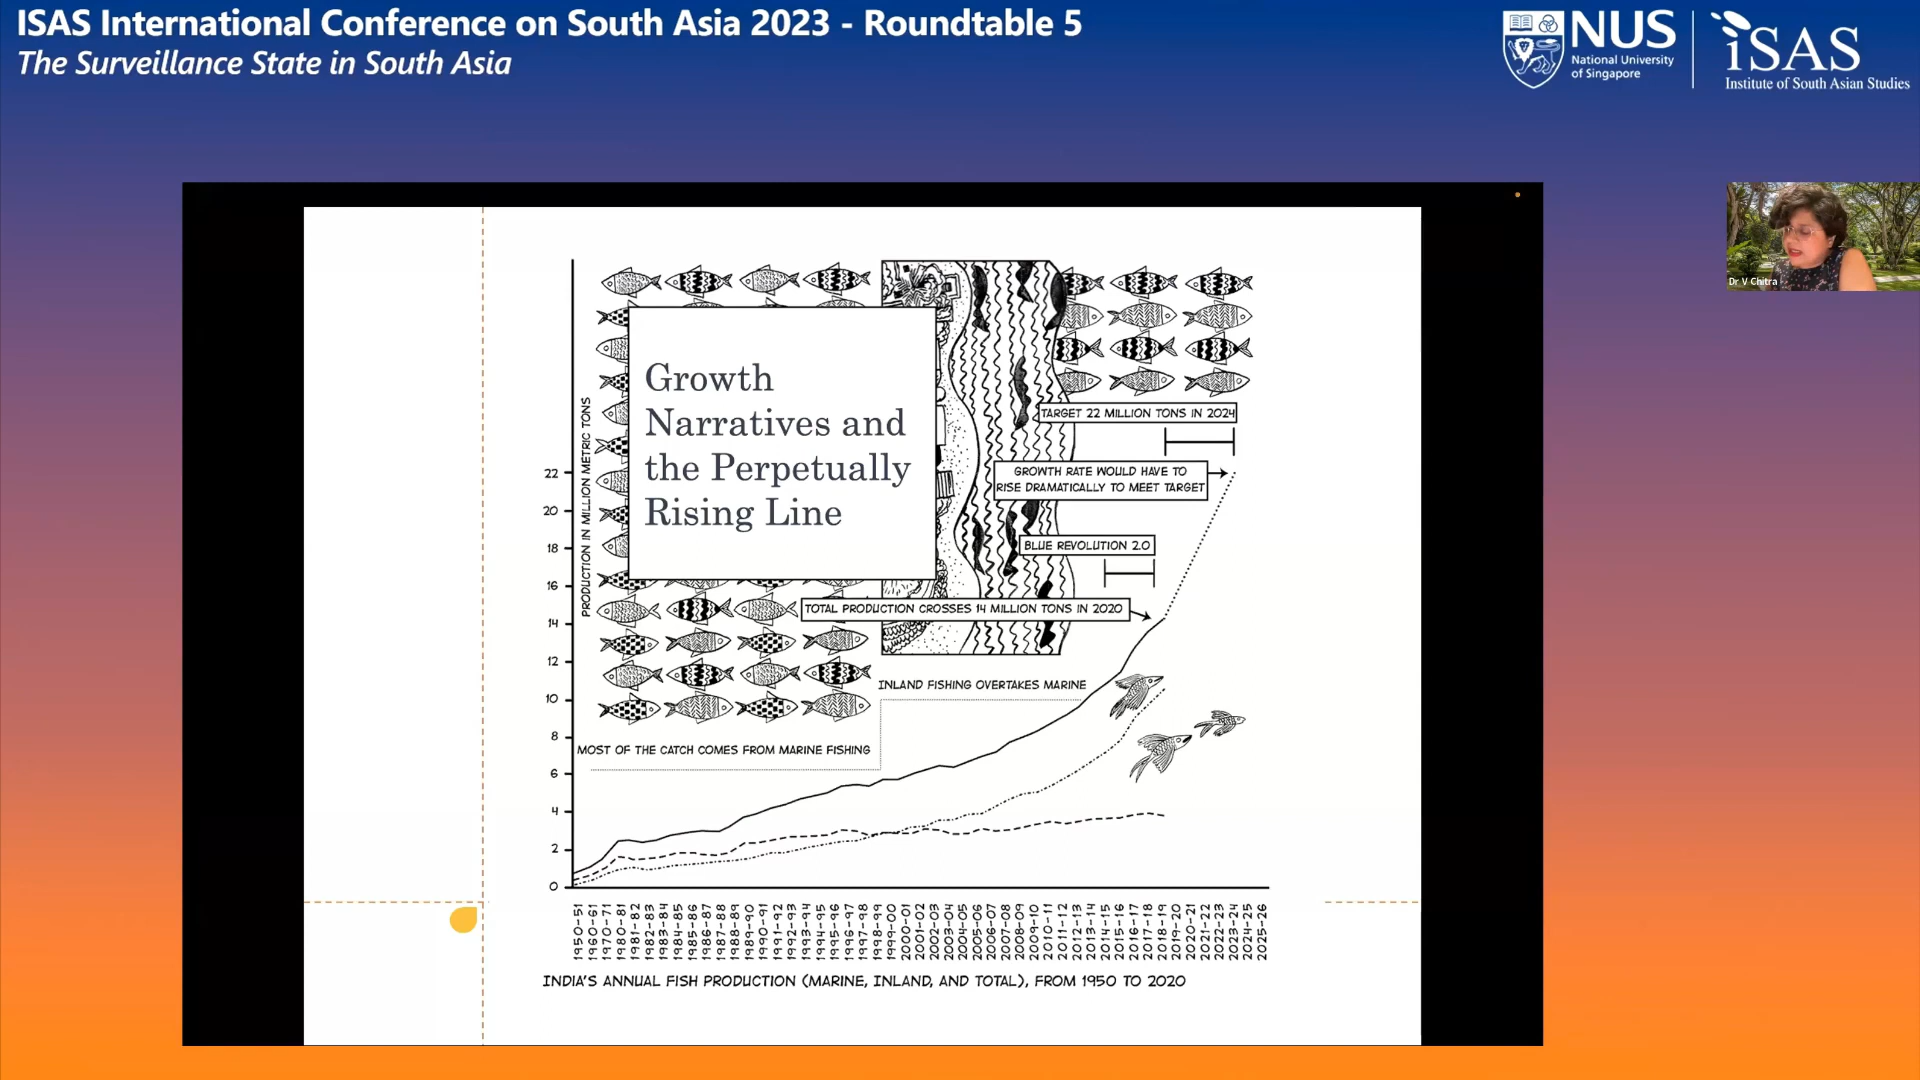 ISAS International Conference on South Asia 2023 - Roundtable 5
The Surveillance State in South Asia
NUS
National University
of Singapore
iSAS
Institute of South Asian Studies
Dr V Chitra
Growth
Narratives and
the Perpetually
Rising Line
PRODUCTION IN MILLION METRIC TONS
TARGET 22 MILLION TONS IN 2024
GROWTH RATE WOULD HAVE TO
RISE DRAMATICALLY TO MEET TARGET
BLUE REVOLUTION 2.0
TOTAL PRODUCTION CROSSES 14 MILLION TONS IN 2020
INLAND FISHING OVERTAKES MARINE
MOST OF THE CATCH COMES FROM MARINE FISHING
22
20
18
16
14
12
10
8
6
4
2
0
1950-51
1960-61
1970-71
1980-81
1981-82
1982-83
1983-84
1984-85
1985-86
1986-87
1987-88
1988-89
1989-90
1990-91
1991-92
1992-93
1993-94
1994-95
1995-96
1996-97
1997-98
1998-99
1999-00
2000-01
2001-02
2002-03
2003-04
2004-05
2005-06
2006-07
2007-08
2008-09
2009-10
2010-11
2011-12
2012-13
2013-14
2014-15
2015-16
2016-17
2017-18
2018-19
2019-20
2020-21
2021-22
2022-23
2023-24
2024-25
2025-26
INDIA'S ANNUAL FISH PRODUCTION (MARINE, INLAND, AND TOTAL), FROM 1950 TO 2020